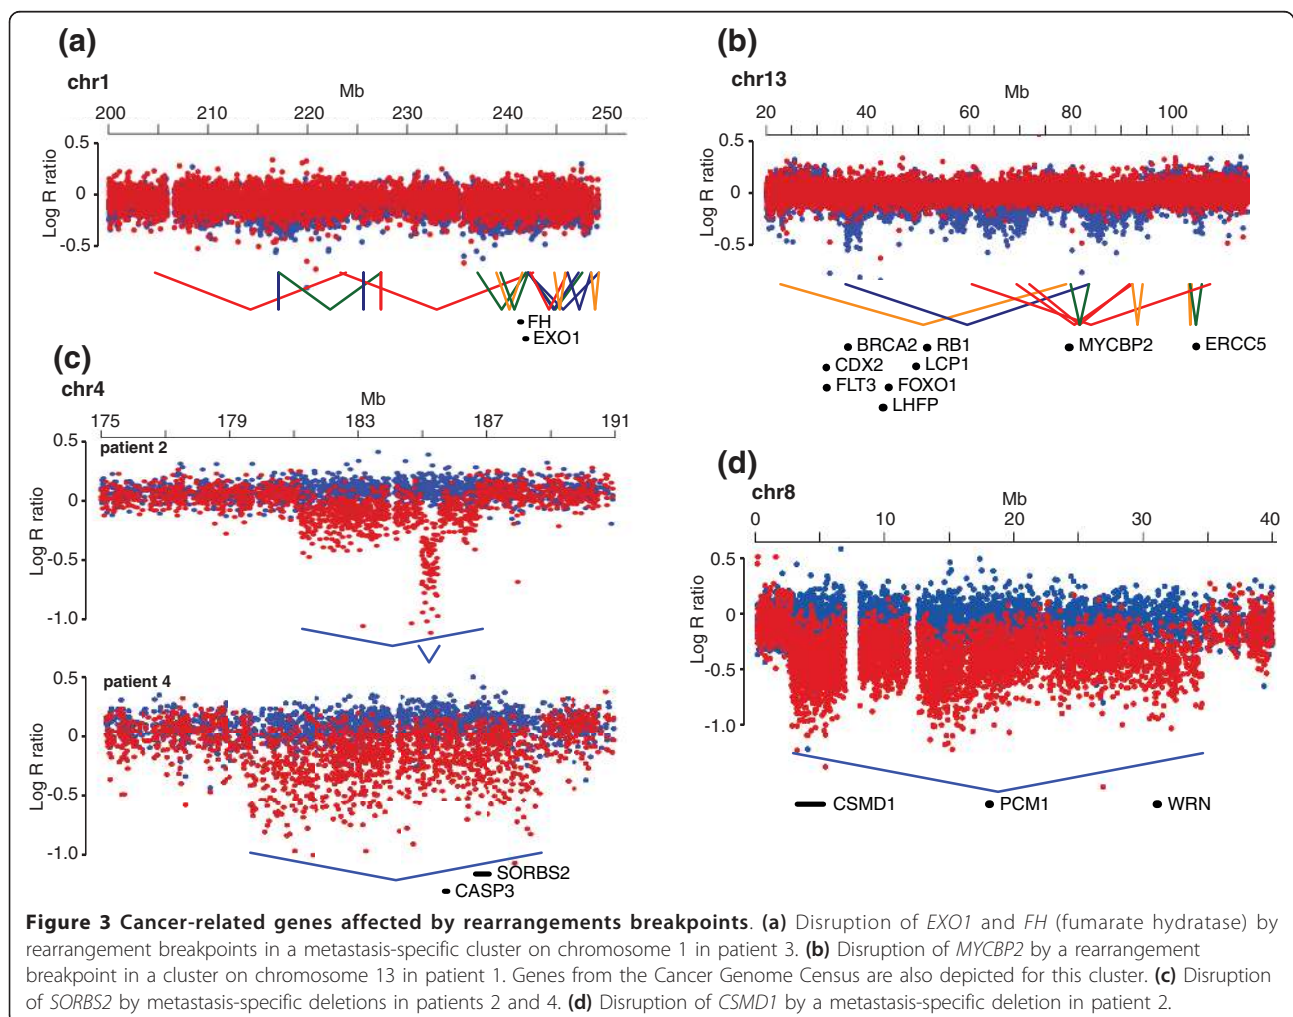 (a)
chr1
Mb
200 210 220 230 240 250
0.5
0
-0.5
Log R ratio
FH
EXO1
(b)
chr13
Mb
20 40 60 80 100
0.5
0
-0.5
Log R ratio
BRCA2 RB1 MYCBP2 ERCC5
CDX2 LCP1
FLT3 FOXO1
LHFP
(c)
chr4
Mb
175 179 183 187 191
patient 2
0.5
0
-0.5
-1.0
Log R ratio
patient 4
0.5
0
-0.5
-1.0
Log R ratio
SORBS2
CASP3
(d)
chr8
Mb
0 10 20 30 40
0.5
0
-0.5
-1.0
Log R ratio
CSMD1 PCM1 WRN
Figure 3 Cancer-related genes affected by rearrangements breakpoints. (a) Disruption of EXO1 and FH (fumarate hydratase) by
rearrangement breakpoints in a metastasis-specific cluster on chromosome 1 in patient 3. (b) Disruption of MYCBP2 by a rearrangement
breakpoint in a cluster on chromosome 13 in patient 1. Genes from the Cancer Genome Census are also depicted for this cluster. (c) Disruption
of SORBS2 by metastasis-specific deletions in patients 2 and 4. (d) Disruption of CSMD1 by a metastasis-specific deletion in patient 2.